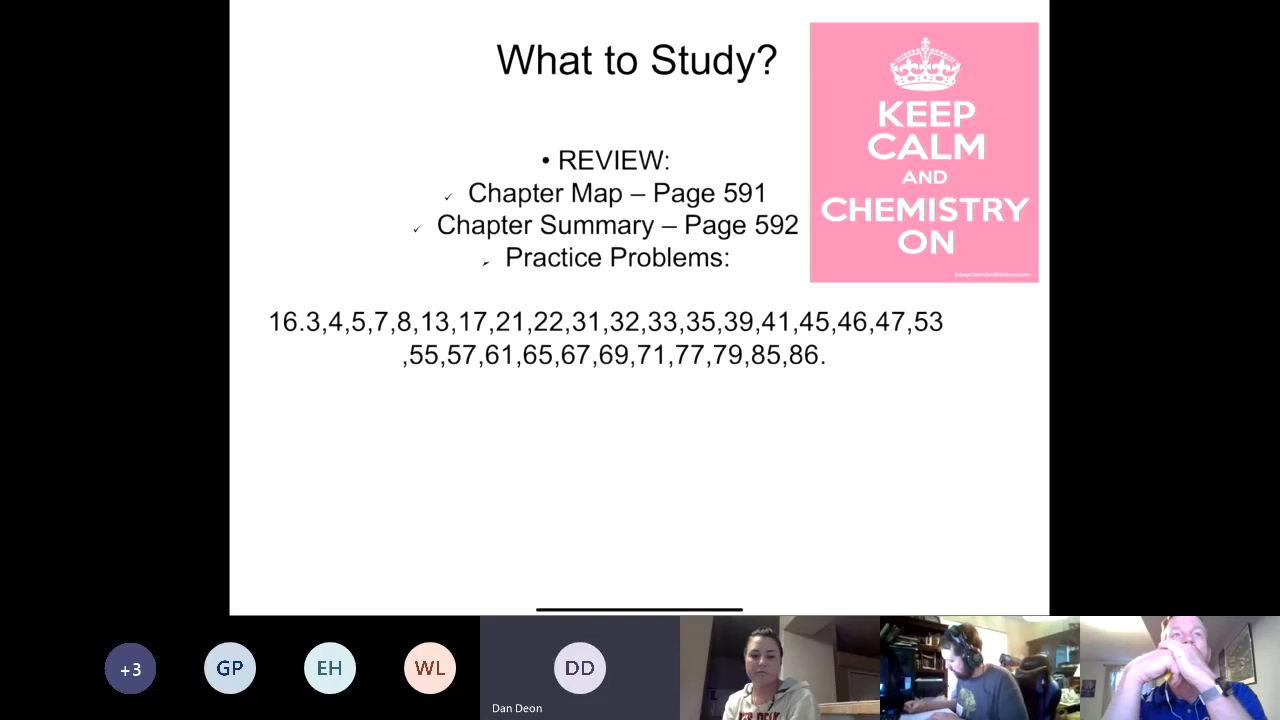 What to Study?
KEEP
CALM
AND
CHEMISTRY
ON
• REVIEW:
✓ Chapter Map – Page 591
✓ Chapter Summary – Page 592
➢ Practice Problems:
16.3,4,5,7,8,13,17,21,22,31,32,33,35,39,41,45,46,47,53
,55,57,61,65,67,69,71,77,79,85,86.
+3
GP
EH
WL
DD
Dan Deon